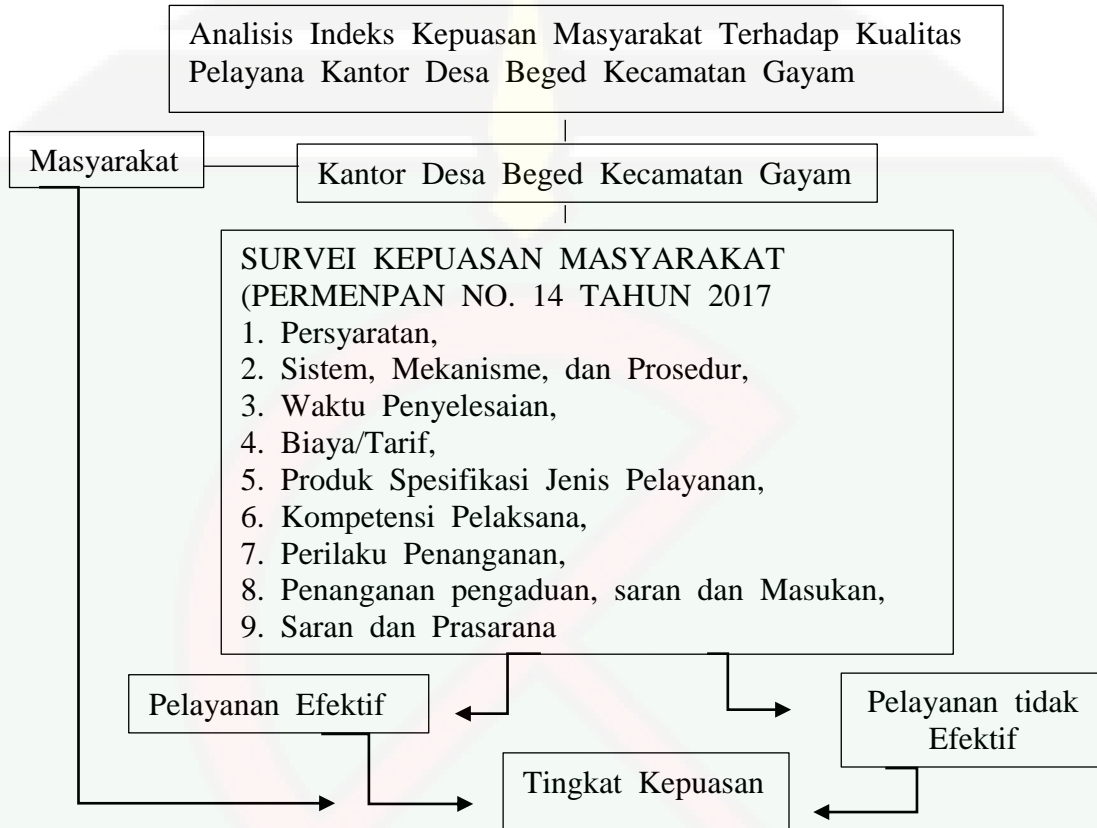 Analisis Indeks Kepuasan Masyarakat Terhadap Kualitas
Pelayana Kantor Desa Beged Kecamatan Gayam
Masyarakat
Kantor Desa Beged Kecamatan Gayam
SURVEI KEPUASAN MASYARAKAT
(PERMENPAN NO. 14 TAHUN 2017
1. Persyaratan,
2. Sistem, Mekanisme, dan Prosedur,
3. Waktu Penyelesaian,
4. Biaya/Tarif,
5. Produk Spesifikasi Jenis Pelayanan,
6. Kompetensi Pelaksana,
7. Perilaku Penanganan,
8. Penanganan pengaduan, saran dan Masukan,
9. Saran dan Prasarana
Pelayanan Efektif
Pelayanan tidak
Efektif
Tingkat Kepuasan